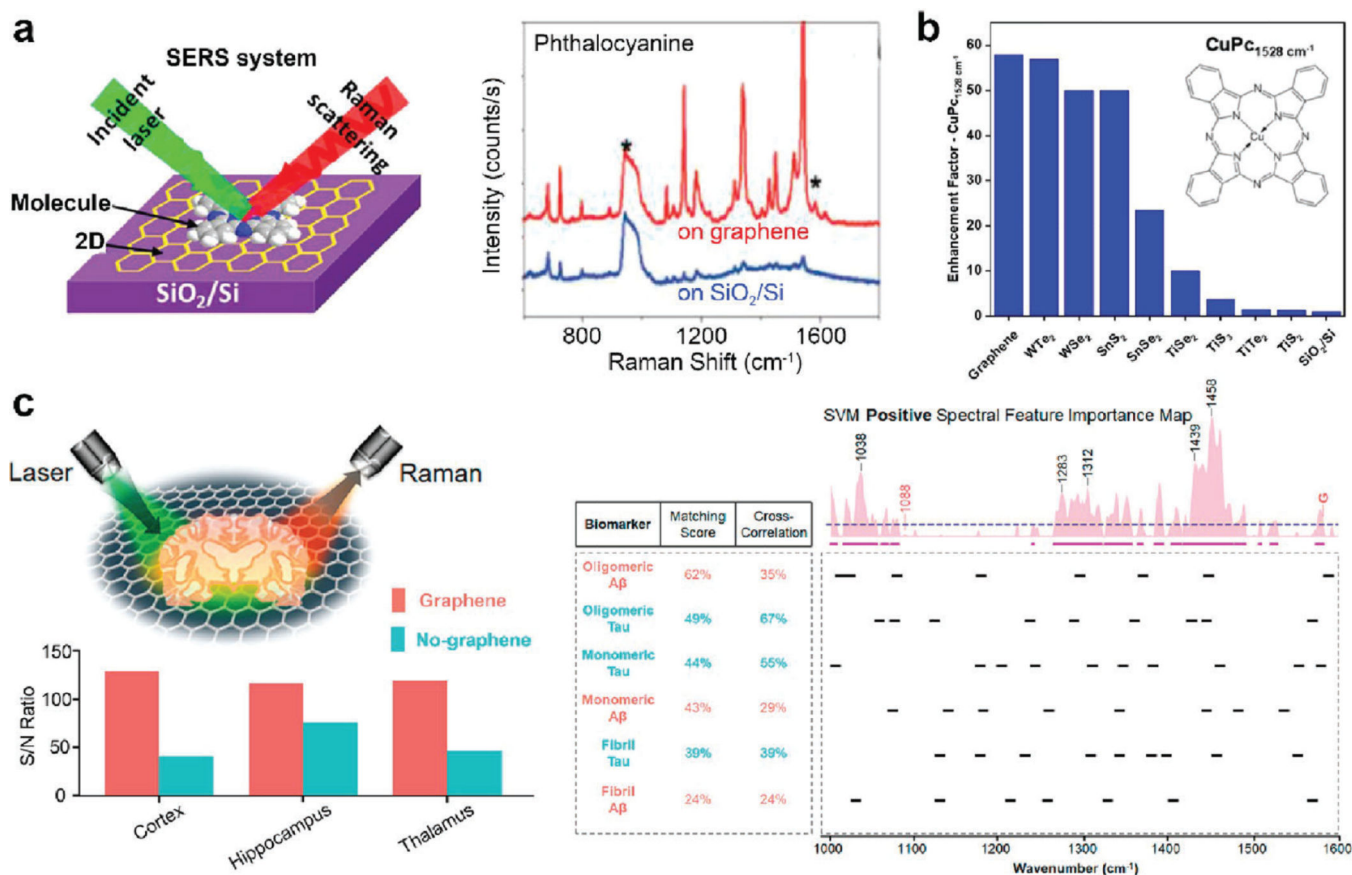 a
SERS system
Incident laser
Raman scattering
Molecule
2D
SiO2/Si
Phthalocyanine
*
*
on graphene
on SiO2/Si
Intensity (counts/s)
800 1200 1600
Raman Shift (cm-1)
b
CuPc1528 cm-1
Cu
N N N N N N N N
Enhancement Factor - CuPc1528 cm-1
60
50
40
30
20
10
0
Graphene WTe2 WSe2 SnS2 SnSe2 TiSe2 TiS3 TiTe2 TiS2 SiO2/Si
c
Laser
Raman
Graphene
No-graphene
S/N Ratio
150
100
50
0
Cortex Hippocampus Thalamus
SVM Positive Spectral Feature Importance Map
1038 1088 1283 1312 1439 1458 G
Biomarker Matching Score Cross-Correlation
Oligomeric Aβ 62% 35%
Oligomeric Tau 49% 67%
Monomeric Tau 44% 55%
Monomeric Aβ 43% 29%
Fibril Tau 39% 39%
Fibril Aβ 24% 24%
1000 1100 1200 1300 1400 1500 1600
Wavenumber (cm-1)